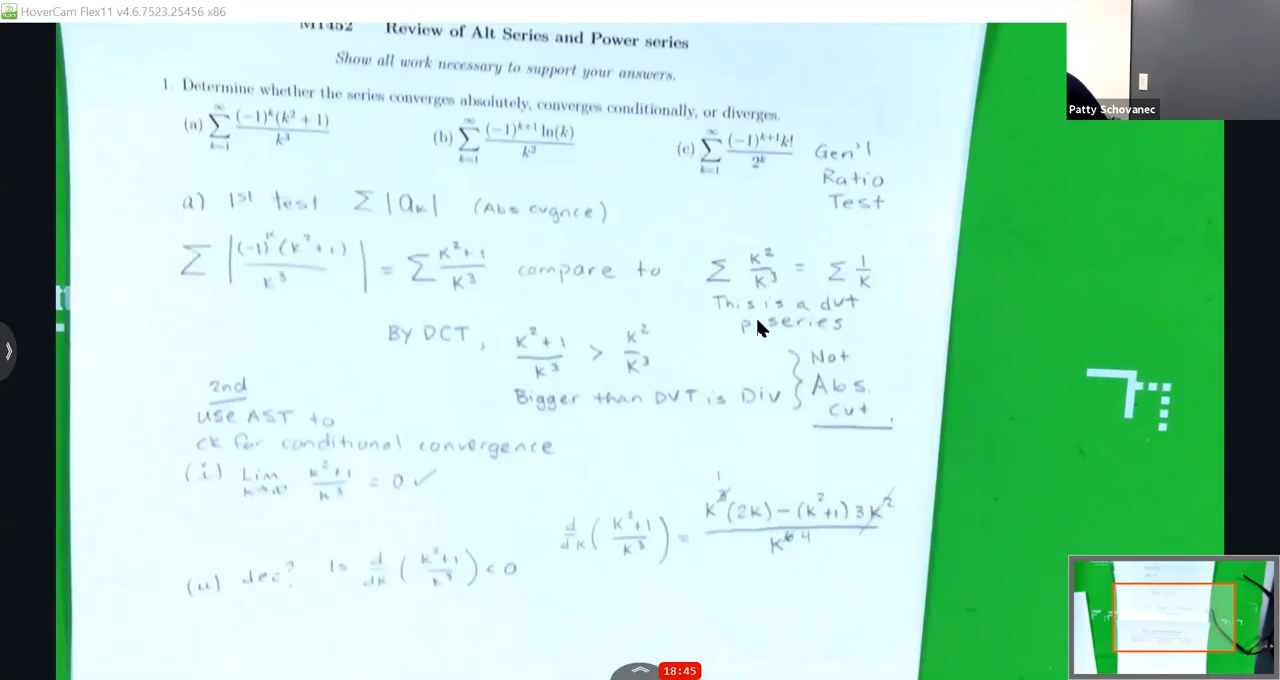 HoverCam Flex11 v4.6.7523.25456 x86
Patty Schovanec
M1452 Review of Alt Series and Power series
Show all work necessary to support your answers.
1. Determine whether the series converges absolutely, converges conditionally, or diverges.
(a) ∑_{k=1}^{∞} (-1)^k(k² + 1)/k³ (b) ∑_{k=1}^{∞} (-1)^{k+1} ln(k)/k² (c) ∑_{k=1}^{∞} (-1)^{k+1}k!/2^k
Gen'l
Ratio
Test
a) 1st test Σ |a_k| (Abs cvgnce)
Σ |(-1)^k (k²+1)/k³| = Σ k²+1/k³ compare to Σ k²/k³ = Σ 1/k
This is a dvt
p-series
BY DCT, k²+1/k³ > k²/k³
Bigger than DVT is Div } Not
Abs.
cvt.
2nd
use AST to
ck for conditional convergence
(i) Lim k→∞ k²+1/k³ = 0 ✓
(ii) dec? Is d/dk (k²+1/k³) < 0
d/dk (k²+1/k³) = k³(2k) - (k²+1)3k²/k⁶
1
4
18:45